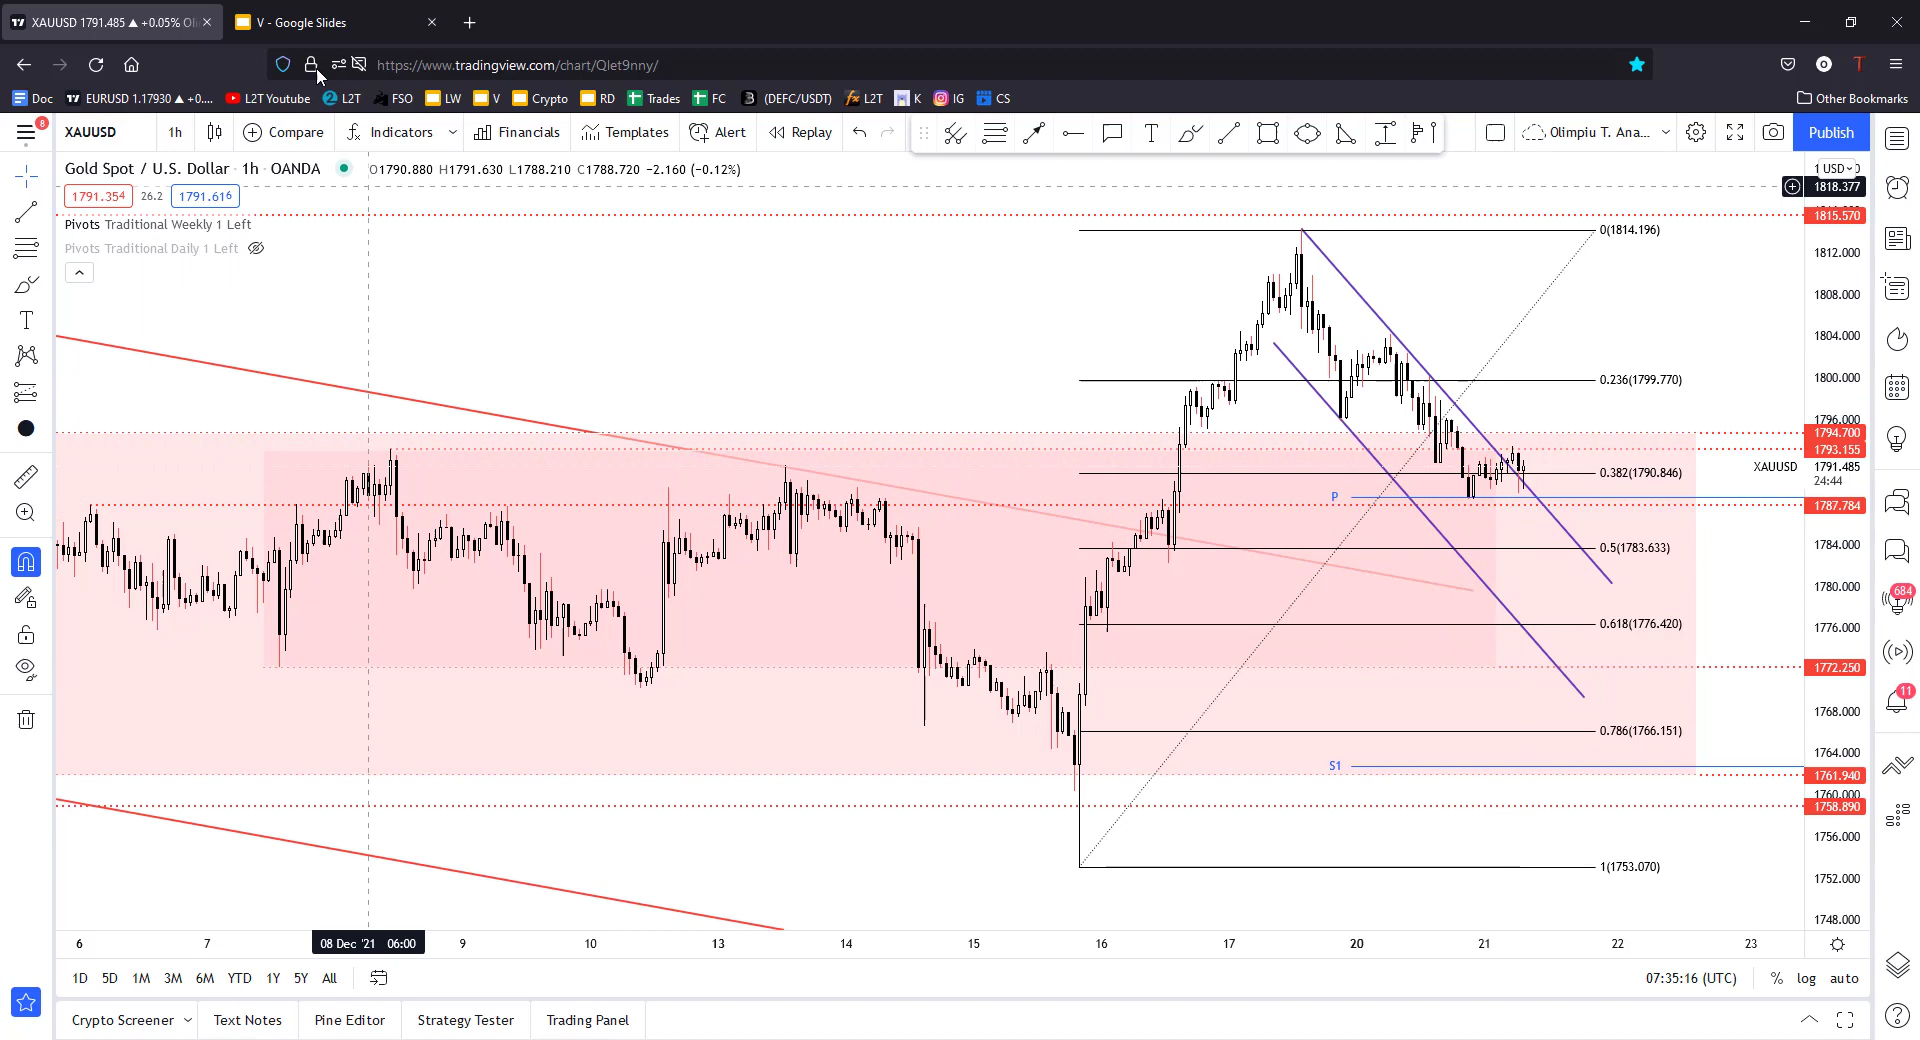 XAUUSD 1791.485 ▲ +0.05% Oli
V - Google Slides
https://www.tradingview.com/chart/QIet9nny/
Doc
EURUSD 1.17930 ▲ +0....
L2T Youtube
L2T
FSO
LW
V
Crypto
RD
Trades
FC
(DEFC/USDT)
L2T
K
IG
CS
Other Bookmarks
8
XAUUSD
1h
Compare
Indicators
Financials
Templates
Alert
Replay
Olimpiu T. Ana...
Publish
Gold Spot / U.S. Dollar · 1h · OANDA
O1790.880 H1791.630 L1788.210 C1788.720 −2.160 (−0.12%)
1791.354
26.2
1791.616
Pivots Traditional Weekly 1 Left
Pivots Traditional Daily 1 Left
USD
1818.377
1815.570
0(1814.196)
1812.000
1808.000
1804.000
1800.000
0.236(1799.770)
1796.000
1794.700
1793.155
XAUUSD
1791.485
24:44
0.382(1790.846)
P
1787.784
0.5(1783.633)
1784.000
1780.000
0.618(1776.420)
1776.000
1772.250
1768.000
0.786(1766.151)
1764.000
S1
1761.940
1760.000
1758.890
1756.000
1(1753.070)
1752.000
1748.000
684
11
6
7
08 Dec '21 06:00
9
10
13
14
15
16
17
20
21
22
23
1D
5D
1M
3M
6M
YTD
1Y
5Y
All
07:35:16 (UTC)
%
log
auto
Crypto Screener
Text Notes
Pine Editor
Strategy Tester
Trading Panel